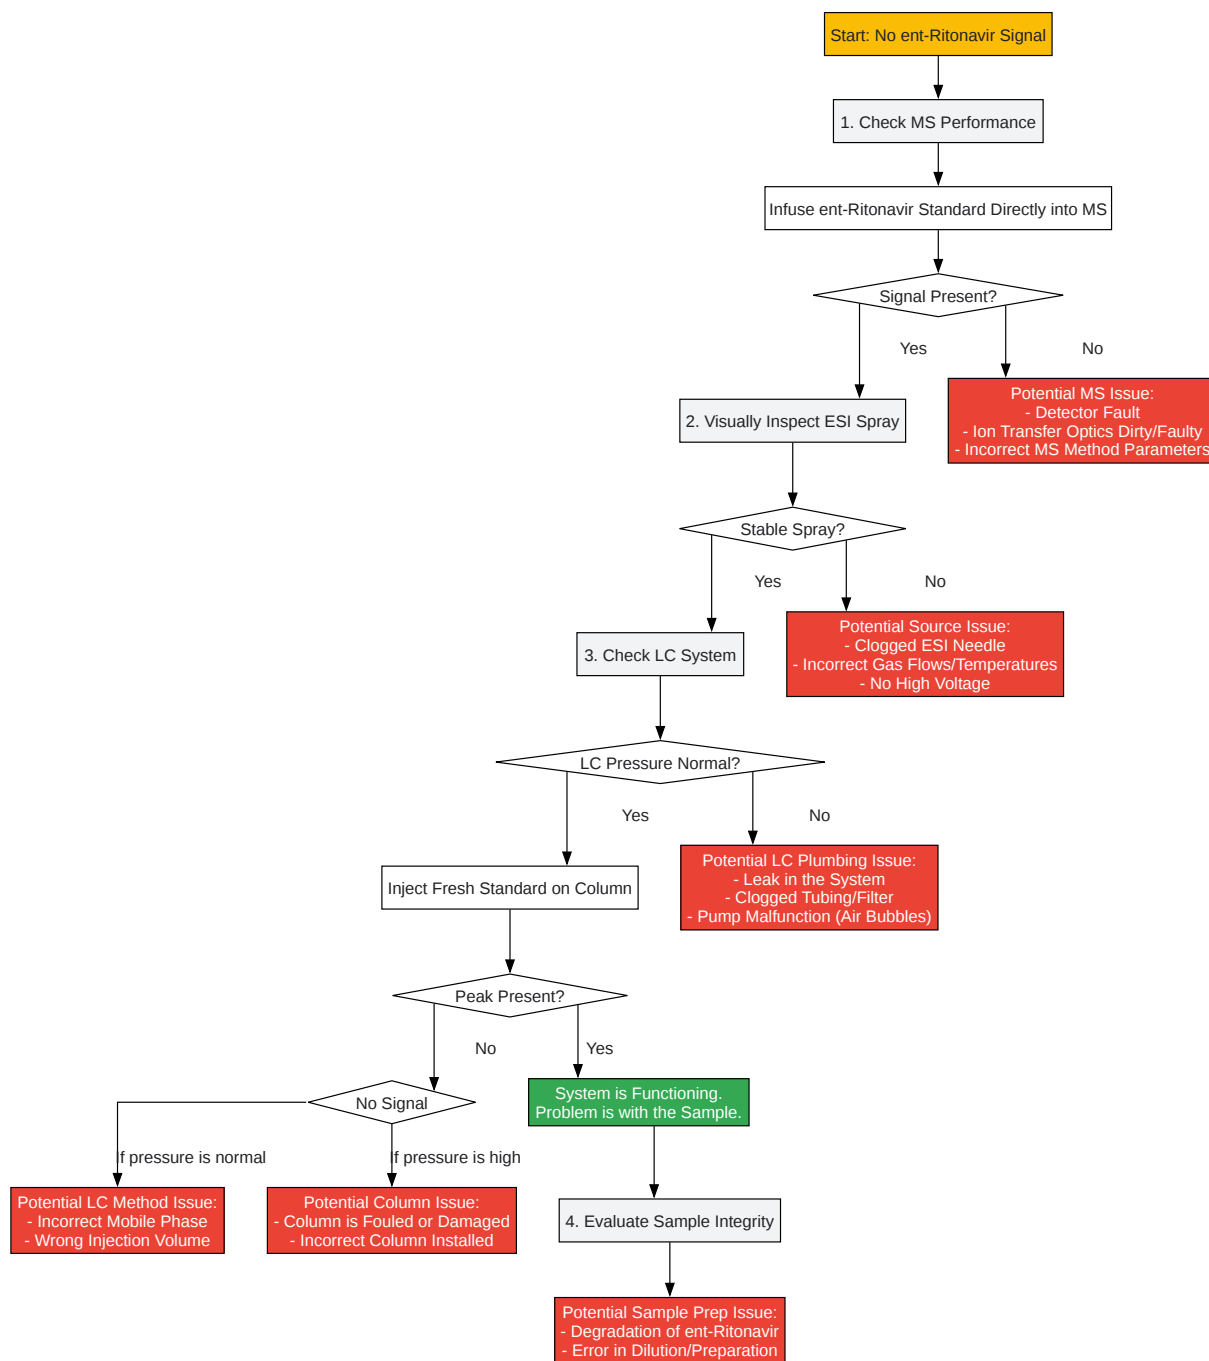 Start: No ent-Ritonavir Signal
1. Check MS Performance
Infuse ent-Ritonavir Standard Directly into MS
Signal Present?
Yes
No
Potential MS Issue:
- Detector Fault
- Ion Transfer Optics Dirty/Faulty
- Incorrect MS Method Parameters
2. Visually Inspect ESI Spray
Stable Spray?
Yes
No
Potential Source Issue:
- Clogged ESI Needle
- Incorrect Gas Flows/Temperatures
- No High Voltage
3. Check LC System
LC Pressure Normal?
Yes
No
Potential LC Plumbing Issue:
- Leak in the System
- Clogged Tubing/Filter
- Pump Malfunction (Air Bubbles)
Inject Fresh Standard on Column
Peak Present?
No
Yes
No Signal
System is Functioning.
Problem is with the Sample.
If pressure is normal
If pressure is high
Potential LC Method Issue:
- Incorrect Mobile Phase
- Wrong Injection Volume
Potential Column Issue:
- Column is Fouled or Damaged
- Incorrect Column Installed
4. Evaluate Sample Integrity
Potential Sample Prep Issue:
- Degradation of ent-Ritonavir
- Error in Dilution/Preparation